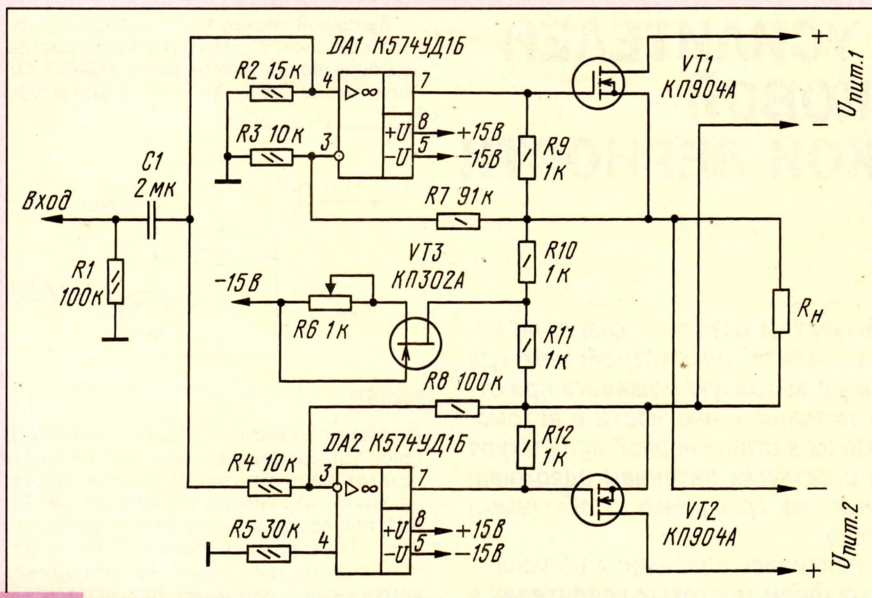 DA1 К574УД1Б
R2 15к
4
▷∞
7
VT1
КП904А
+
Uпит.1
−
R3 10к
3
+U
8
+15В
−U
5
−15В
R9
1к
C1
2 мк
Вход
R7 91к
R1
100к
VT3
КП302А
R10
1к
−15В
R6 1к
R11
1к
Rн
R8 100к
DA2 К574УД1Б
R12
1к
R4 10к
3
▷∞
7
VT2
КП904А
−
Uпит.2
+
R5 30к
4
+U
8
+15В
−U
5
−15В